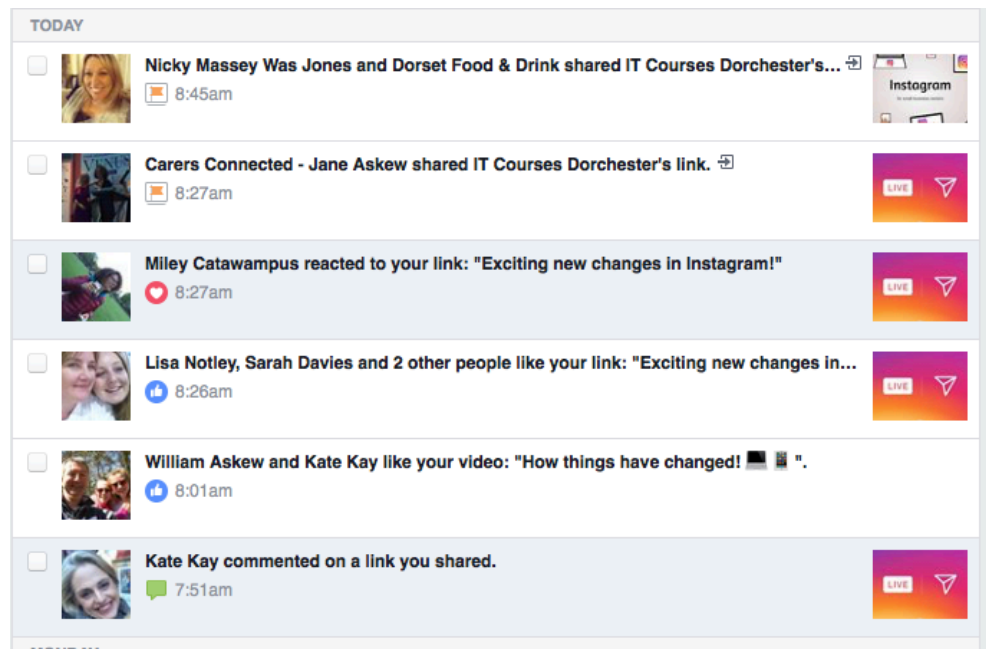 TODAY
Nicky Massey Was Jones and Dorset Food & Drink shared IT Courses Dorchester's...
8:45am
Instagram
Carers Connected - Jane Askew shared IT Courses Dorchester's link.
8:27am
LIVE
Miley Catawampus reacted to your link: "Exciting new changes in Instagram!"
8:27am
LIVE
Lisa Notley, Sarah Davies and 2 other people like your link: "Exciting new changes in...
8:26am
LIVE
William Askew and Kate Kay like your video: "How things have changed! 💻 📱 ".
8:01am
Kate Kay commented on a link you shared.
7:51am
LIVE